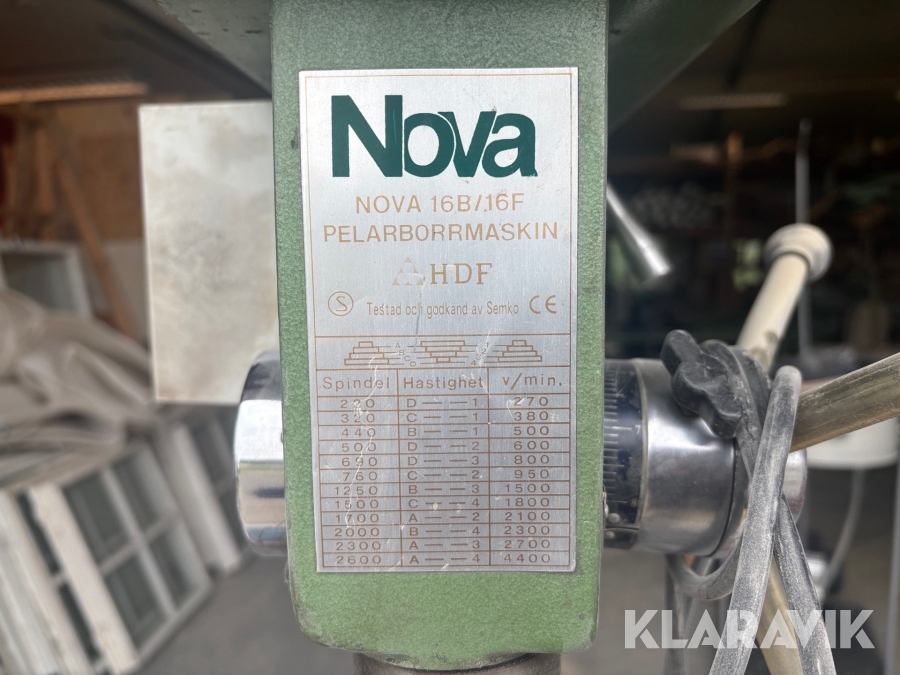 Nova
NOVA 16B/16F
PELARBORRMASKIN
HDF
S Testad och godkänd av Semko CE
Spindel Hastighet v/min.
220 D 1 270
320 C 1 380
440 B 1 500
500 D 2 600
690 D 3 800
760 C 2 950
1250 B 3 1500
1500 C 4 1800
1700 A 2 2100
2000 B 4 2300
2300 A 3 2700
2600 A 4 4400
KLARAVIK